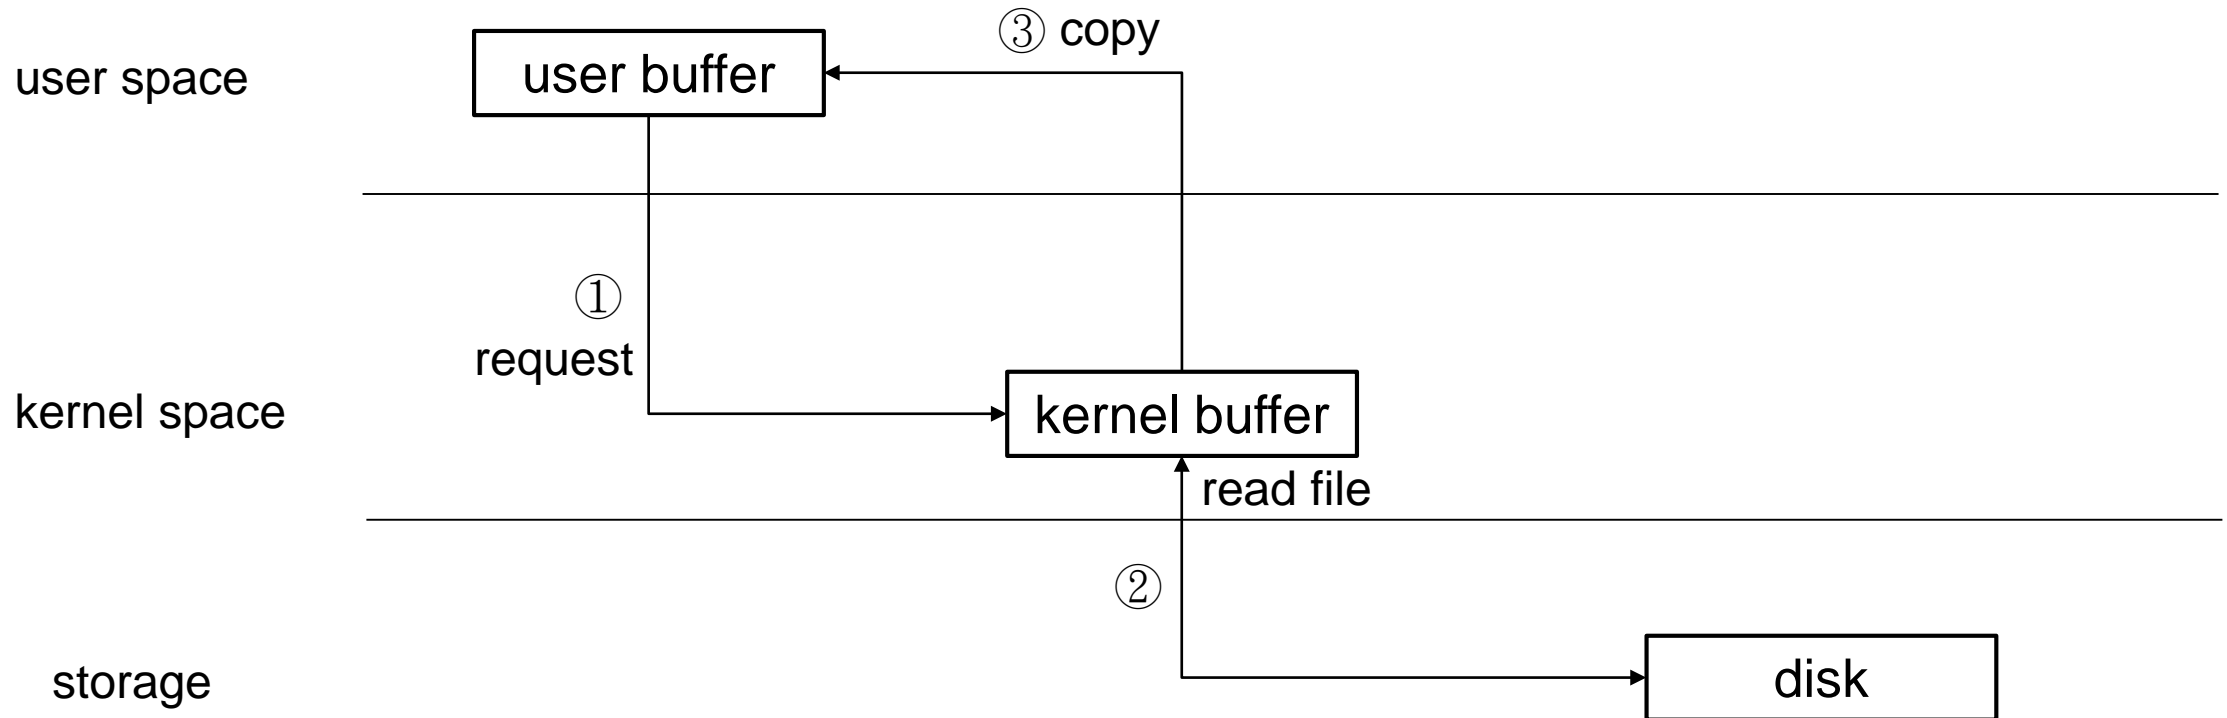 ③ copy
user space
user buffer
①
request
kernel space
kernel buffer
read file
②
storage
disk